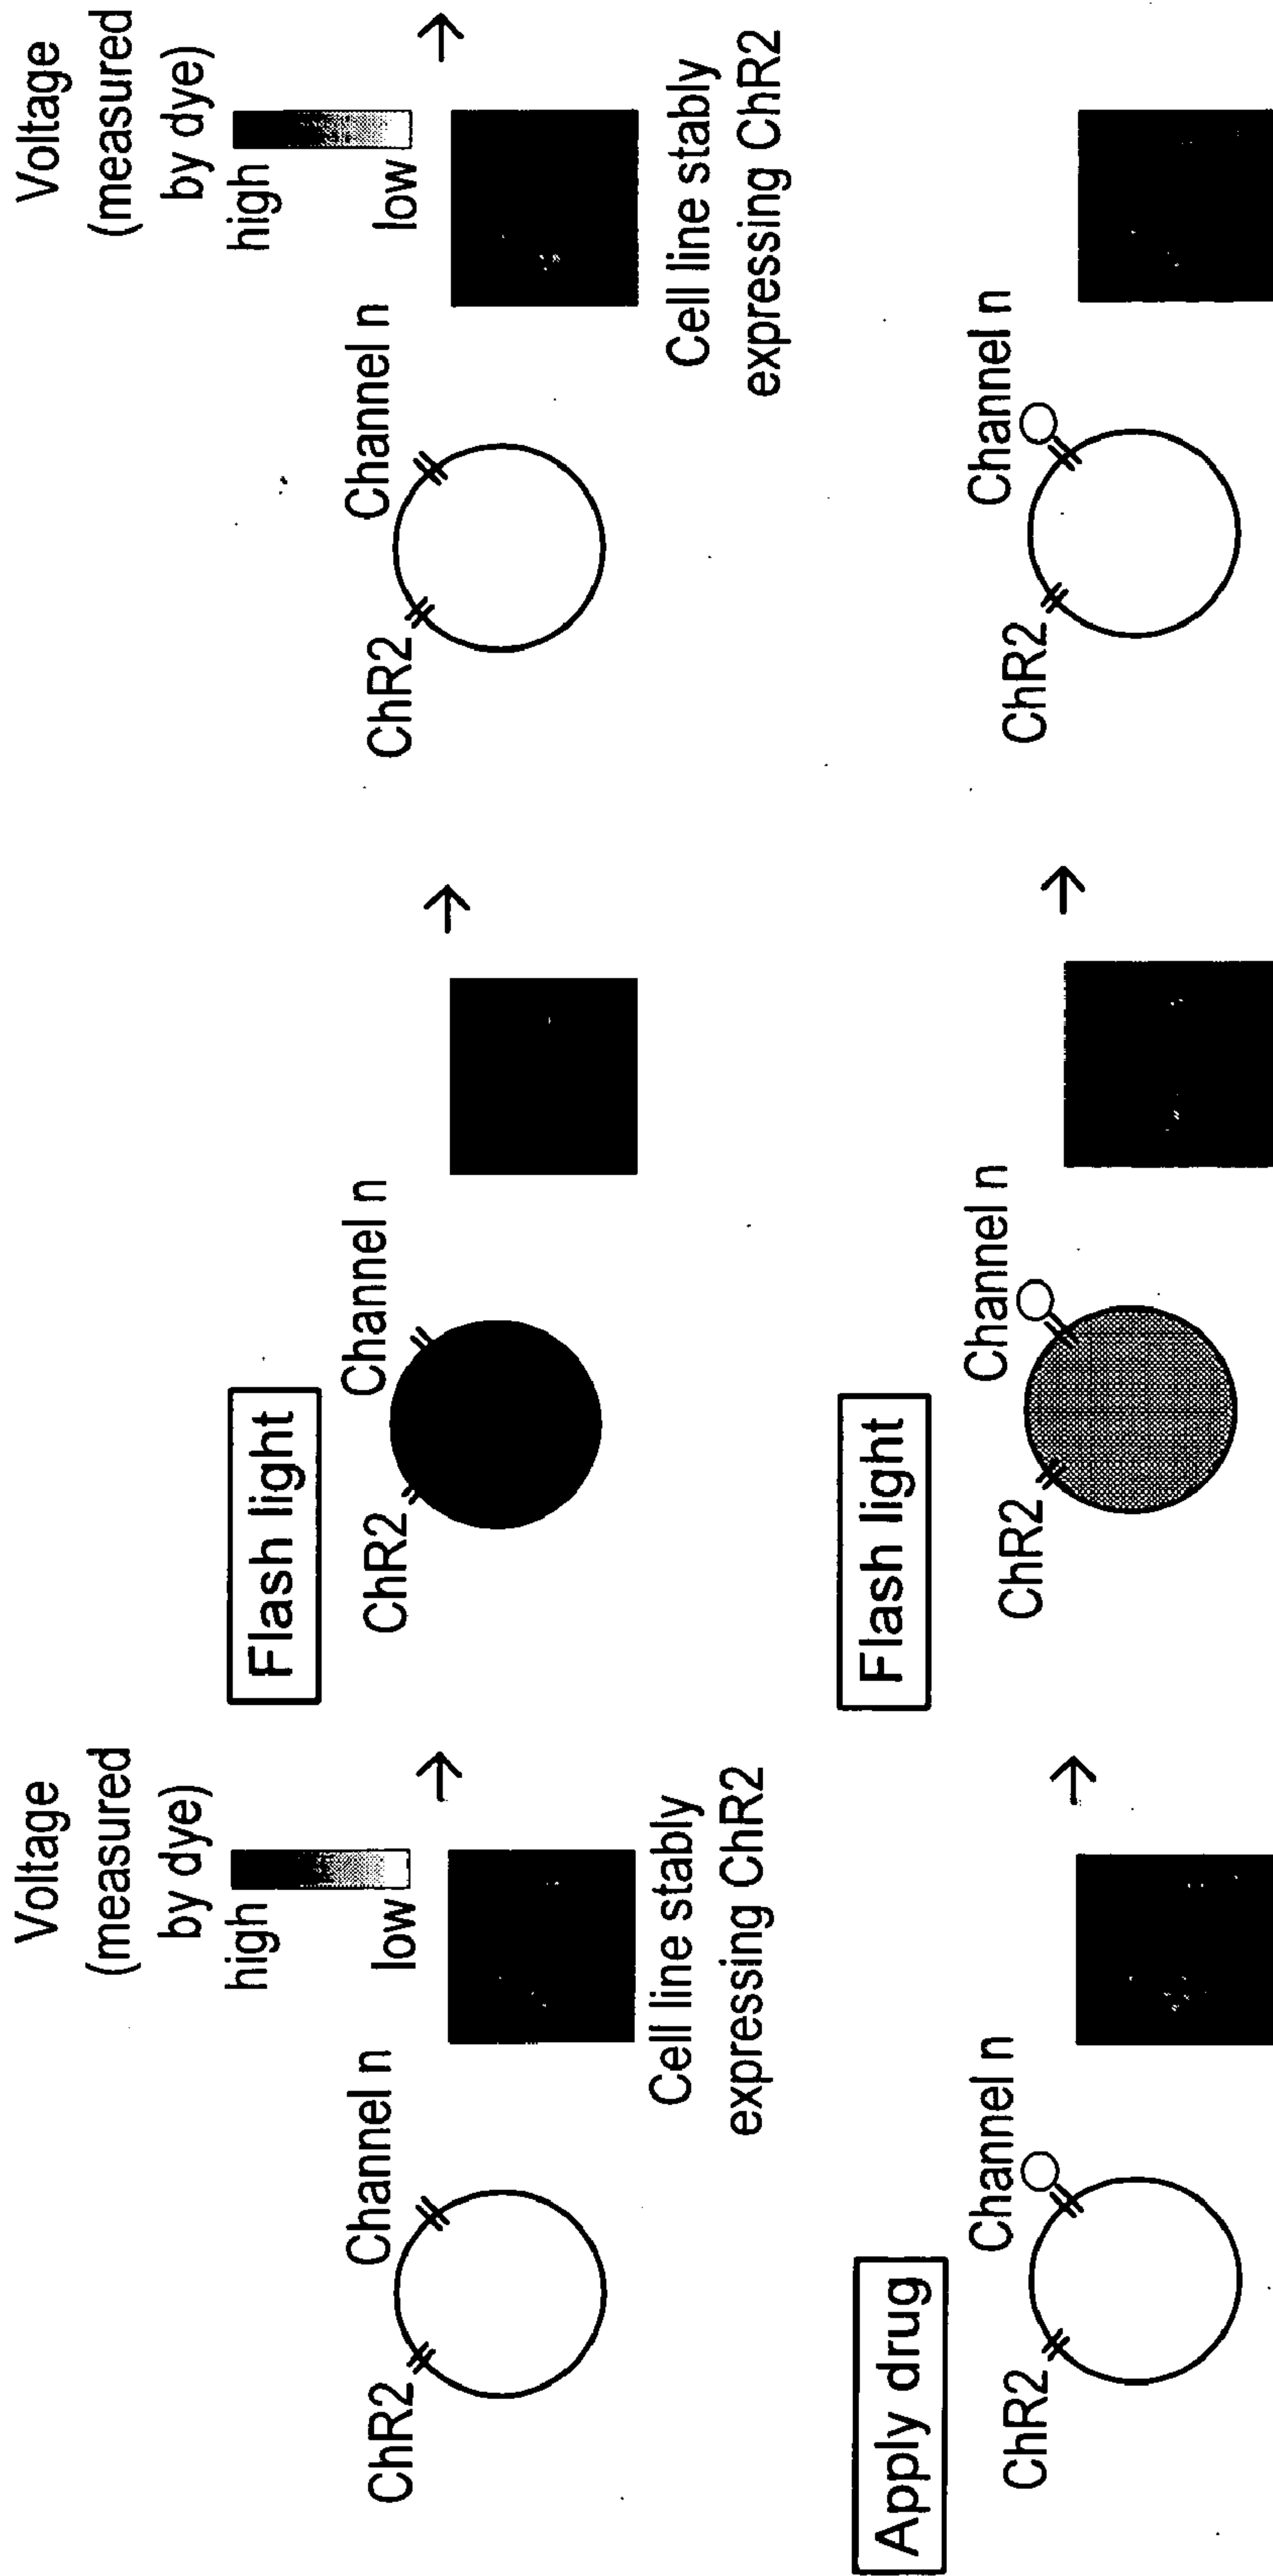 Voltage
(measured
by dye)
high
low
Channel n
ChR2
Cell line stably
expressing ChR2
Flash light
Channel n
ChR2
Voltage
(measured
by dye)
high
low
Channel n
ChR2
Cell line stably
expressing ChR2
Apply drug
Channel n
ChR2
Flash light
Channel n
ChR2
Channel n
ChR2